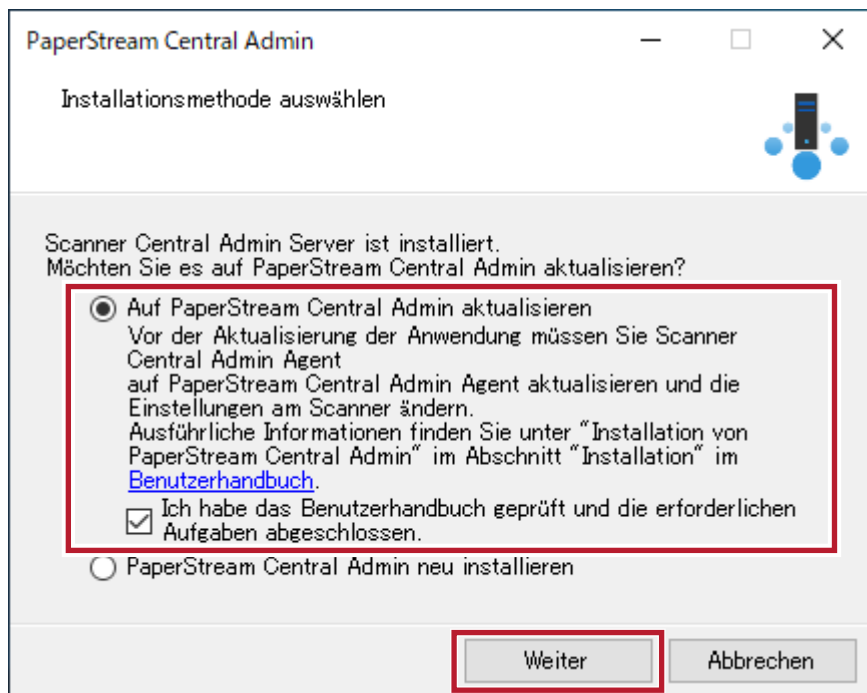 PaperStream Central Admin
Installationsmethode auswählen
Scanner Central Admin Server ist installiert.
Möchten Sie es auf PaperStream Central Admin aktualisieren?
Auf PaperStream Central Admin aktualisieren
Vor der Aktualisierung der Anwendung müssen Sie Scanner
Central Admin Agent
auf PaperStream Central Admin Agent aktualisieren und die
Einstellungen am Scanner ändern.
Ausführliche Informationen finden Sie unter "Installation von
PaperStream Central Admin" im Abschnitt "Installation" im
Benutzerhandbuch.
Ich habe das Benutzerhandbuch geprüft und die erforderlichen
Aufgaben abgeschlossen.
PaperStream Central Admin neu installieren
Weiter Abbrechen